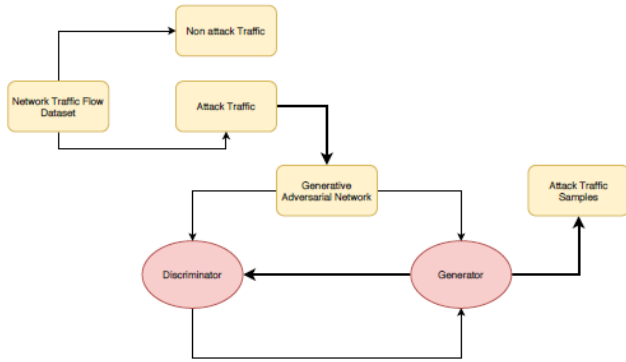 Non attack Traffic
Network Traffic Flow
Dataset
Attack Traffic
Generative
Adversarial Network
Attack Traffic
Samples
Discriminator
Generator